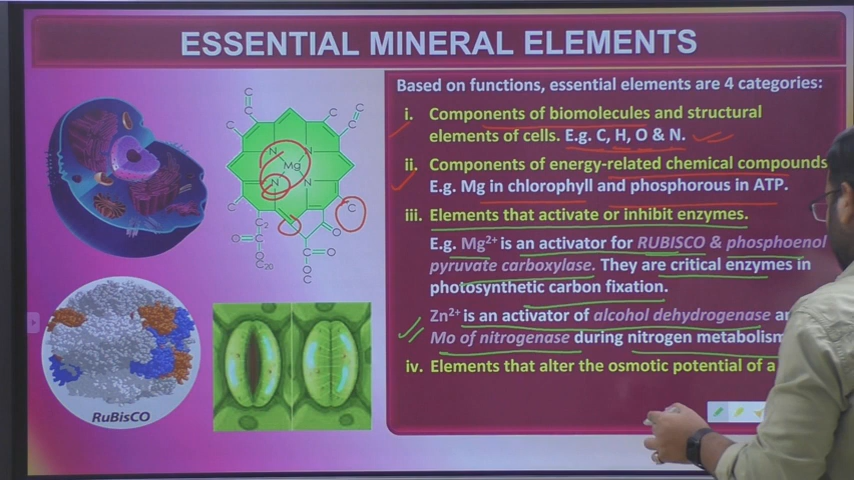 ESSENTIAL MINERAL ELEMENTS
Based on functions, essential elements are 4 categories:
i. Components of biomolecules and structural
elements of cells. E.g. C, H, O & N.
ii. Components of energy-related chemical compounds
E.g. Mg in chlorophyll and phosphorous in ATP.
iii. Elements that activate or inhibit enzymes.
E.g. Mg2+ is an activator for RUBISCO & phosphoenol
pyruvate carboxylase. They are critical enzymes in
photosynthetic carbon fixation.
Zn2+ is an activator of alcohol dehydrogenase
Mo of nitrogenase during nitrogen metabolism
iv. Elements that alter the osmotic potential of a
C
C
C
C
C
C
N
N
Mg
N
N
C
C
C2
O
O
C
C
O
O
O
C20
C
RuBisCO